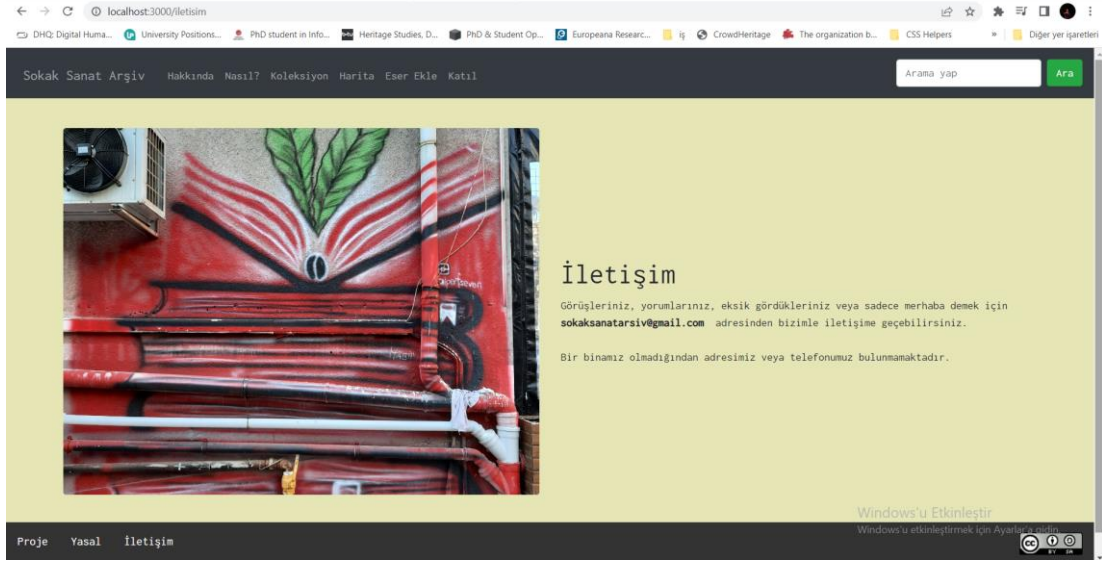 localhost:3000/iletisim
DHQ: Digital Huma... University Positions... PhD student in Info... Heritage Studies, D... PhD & Student Op... Europeana Researc... iş CrowdHeritage The organization b... CSS Helpers » Diğer yer işaretleri
Sokak Sanat Arşiv Hakkında Nasıl? Koleksiyon Harita Eser Ekle Katıl Arama yap Ara
İletişim
Görüşleriniz, yorumlarınız, eksik gördükleriniz veya sadece merhaba demek için
sokaksanatarsiv@gmail.com adresinden bizimle iletişime geçebilirsiniz.
Bir binamız olmadığından adresimiz veya telefonumuz bulunmamaktadır.
Windows'u Etkinleştir
Windows'u etkinleştirmek için Ayarlar'a gidin.
Proje Yasal İletişim
CC BY SA